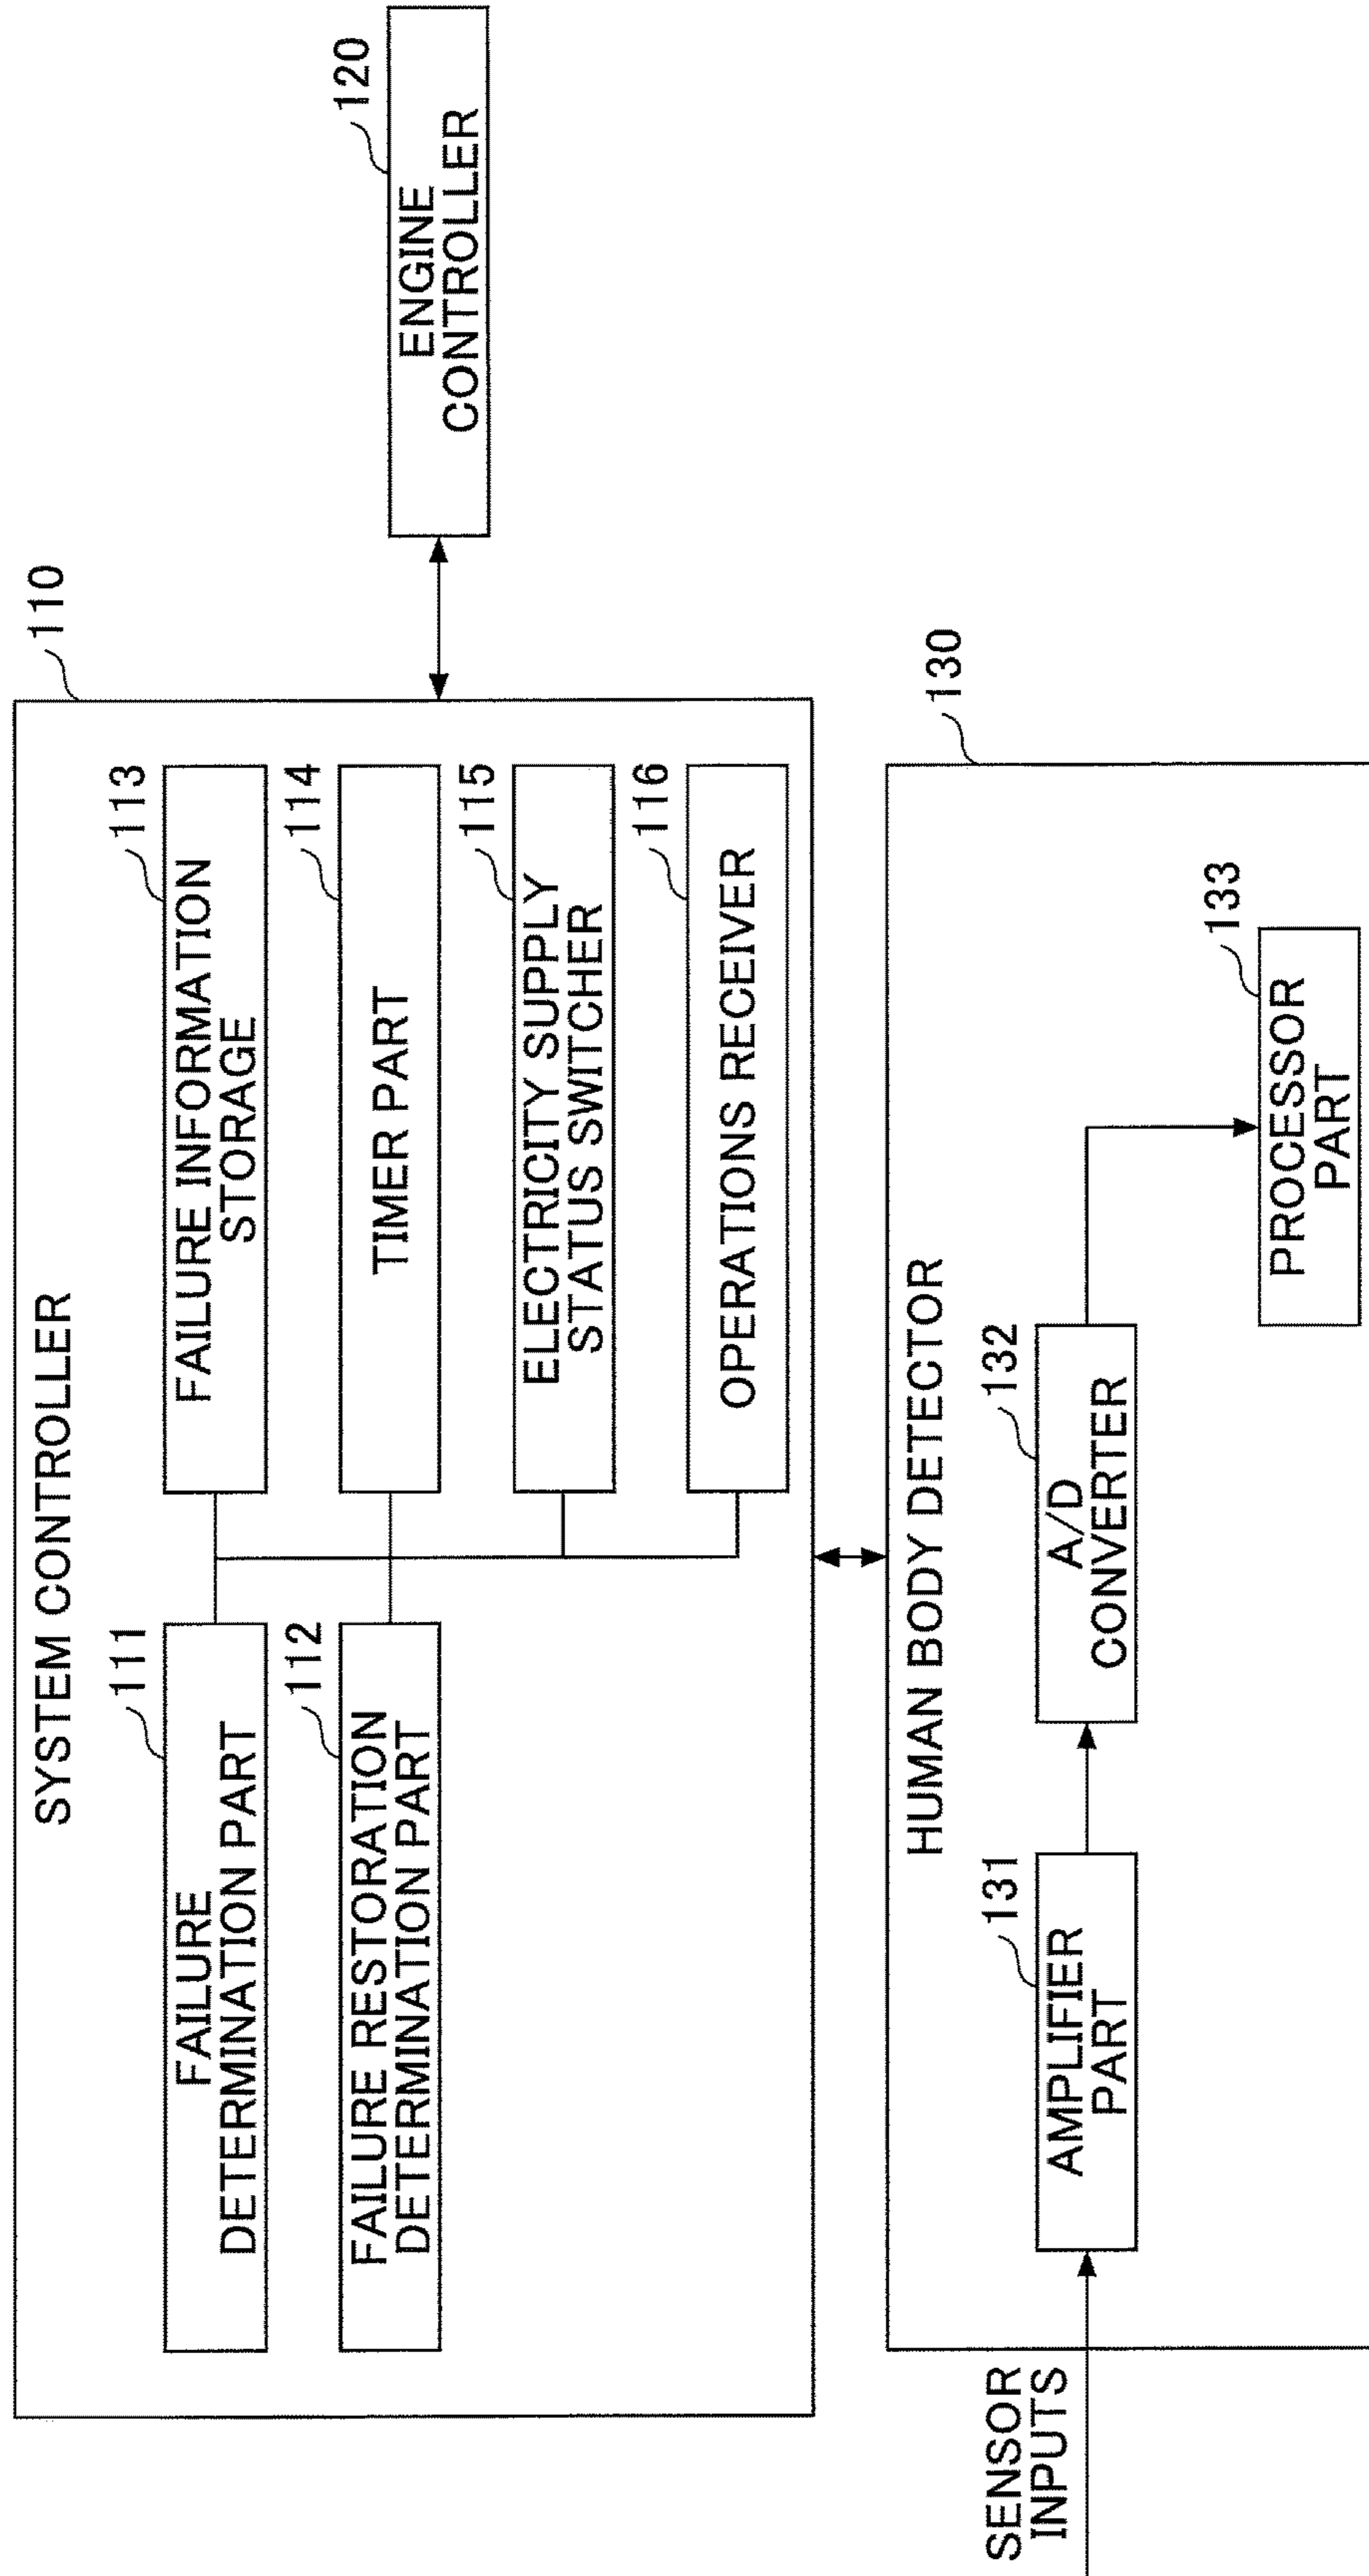 110
SYSTEM CONTROLLER
111
FAILURE
DETERMINATION PART
113
FAILURE INFORMATION
STORAGE
112
FAILURE RESTORATION
DETERMINATION PART
114
TIMER PART
115
ELECTRICITY SUPPLY
STATUS SWITCHER
116
OPERATIONS RECEIVER
120
ENGINE
CONTROLLER
130
HUMAN BODY DETECTOR
SENSOR
INPUTS
131
AMPLIFIER
PART
132
A/D
CONVERTER
133
PROCESSOR
PART